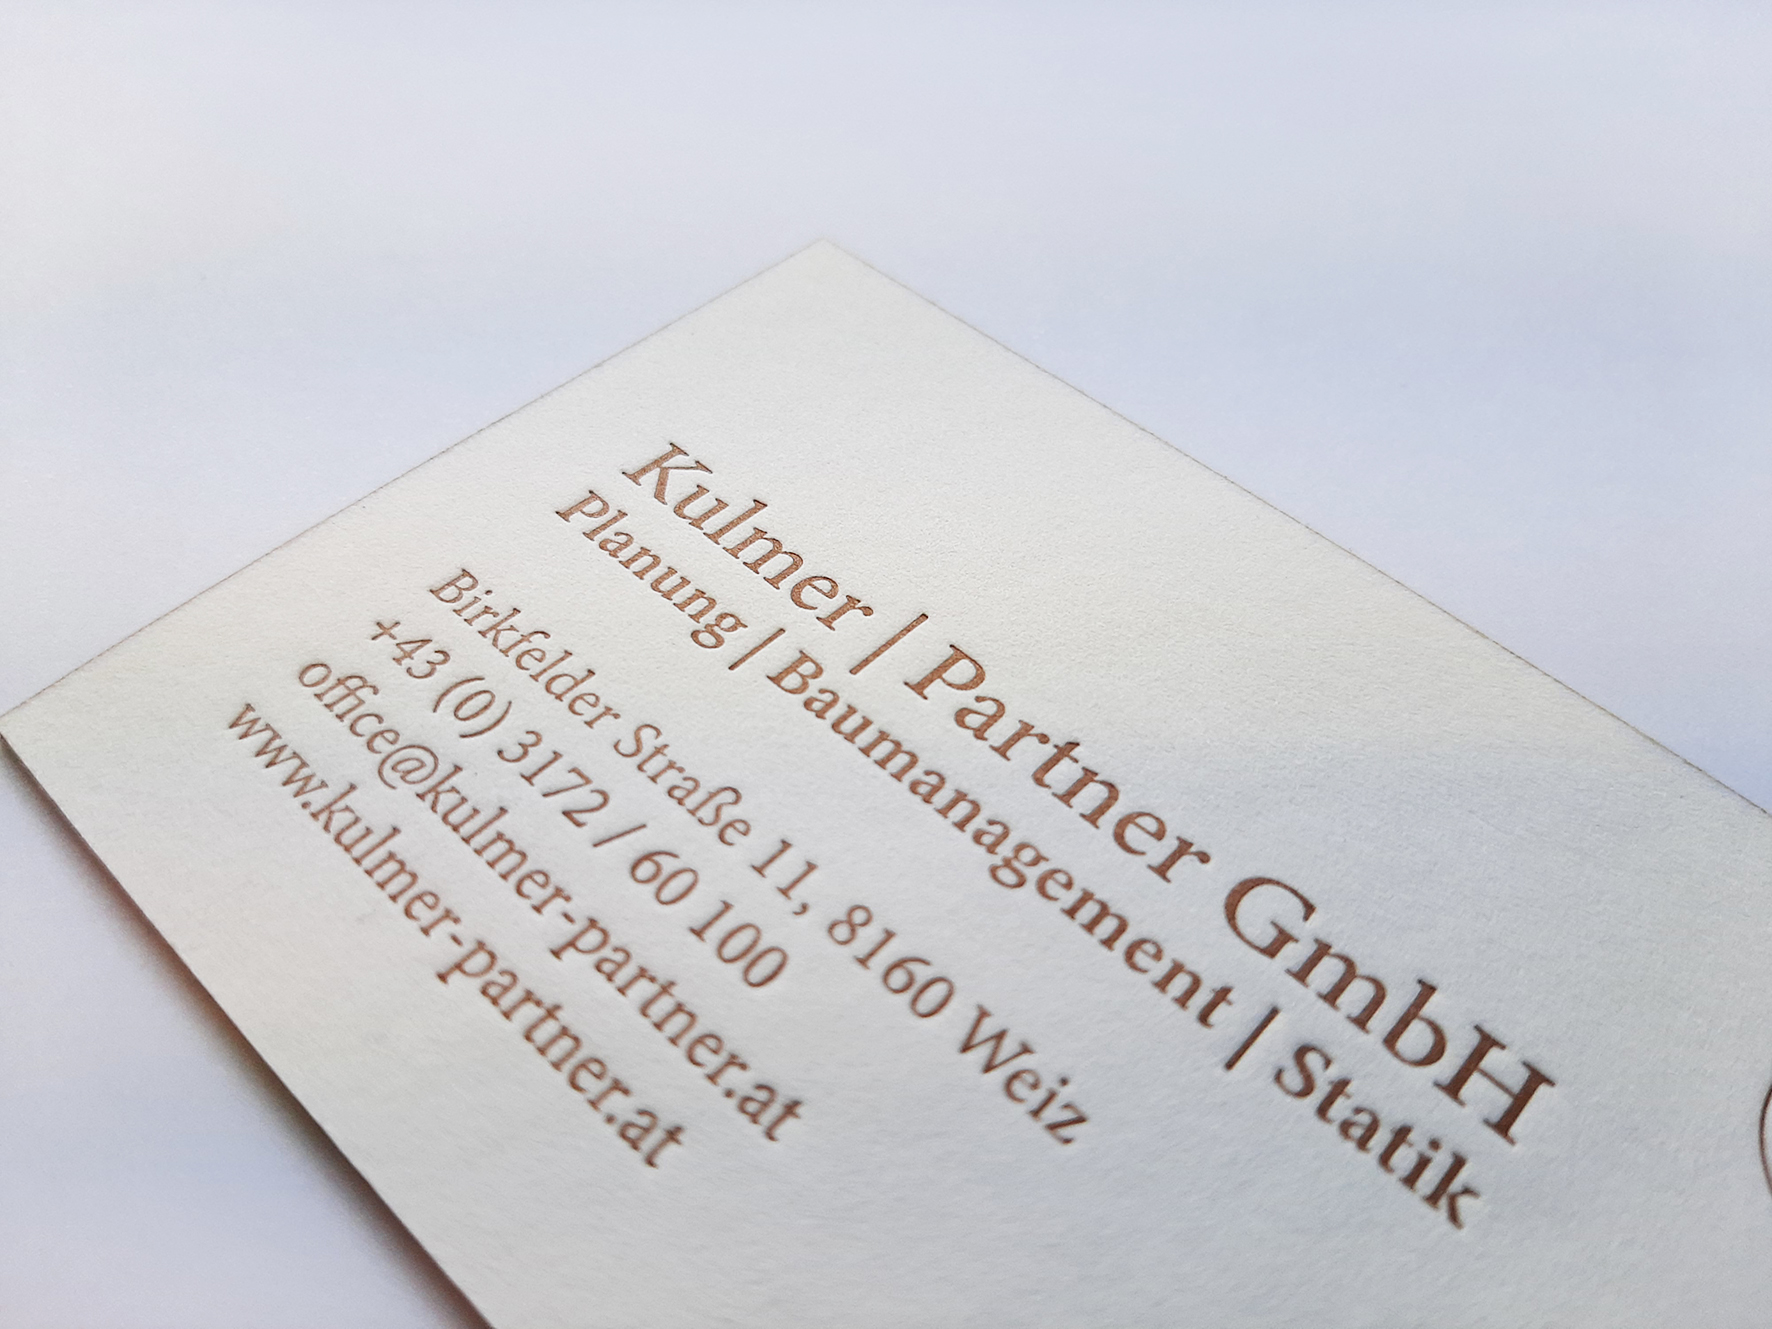 Kulmer | Partner GmbH
Planung | Baumanagement | Statik
Birkfelder Straße 11, 8160 Weiz
+43 (0) 3172 / 60 100
office@kulmer-partner.at
www.kulmer-partner.at